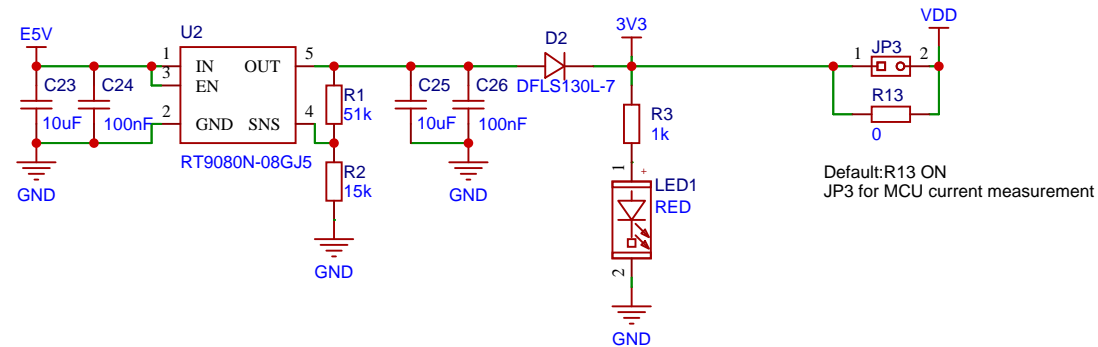 E5V
U2
D2
3V3
VDD
1
IN
OUT
5
3
EN
C23
C24
10uF
100nF
2
GND
SNS
4
RT9080N-08GJ5
GND
R1
51k
R2
15k
GND
C25
C26
10uF
100nF
GND
DFLS130L-7
R3
1k
1
+
LED1
RED
2
GND
1
JP3
2
R13
0
Default:R13 ON
JP3 for MCU current measurement